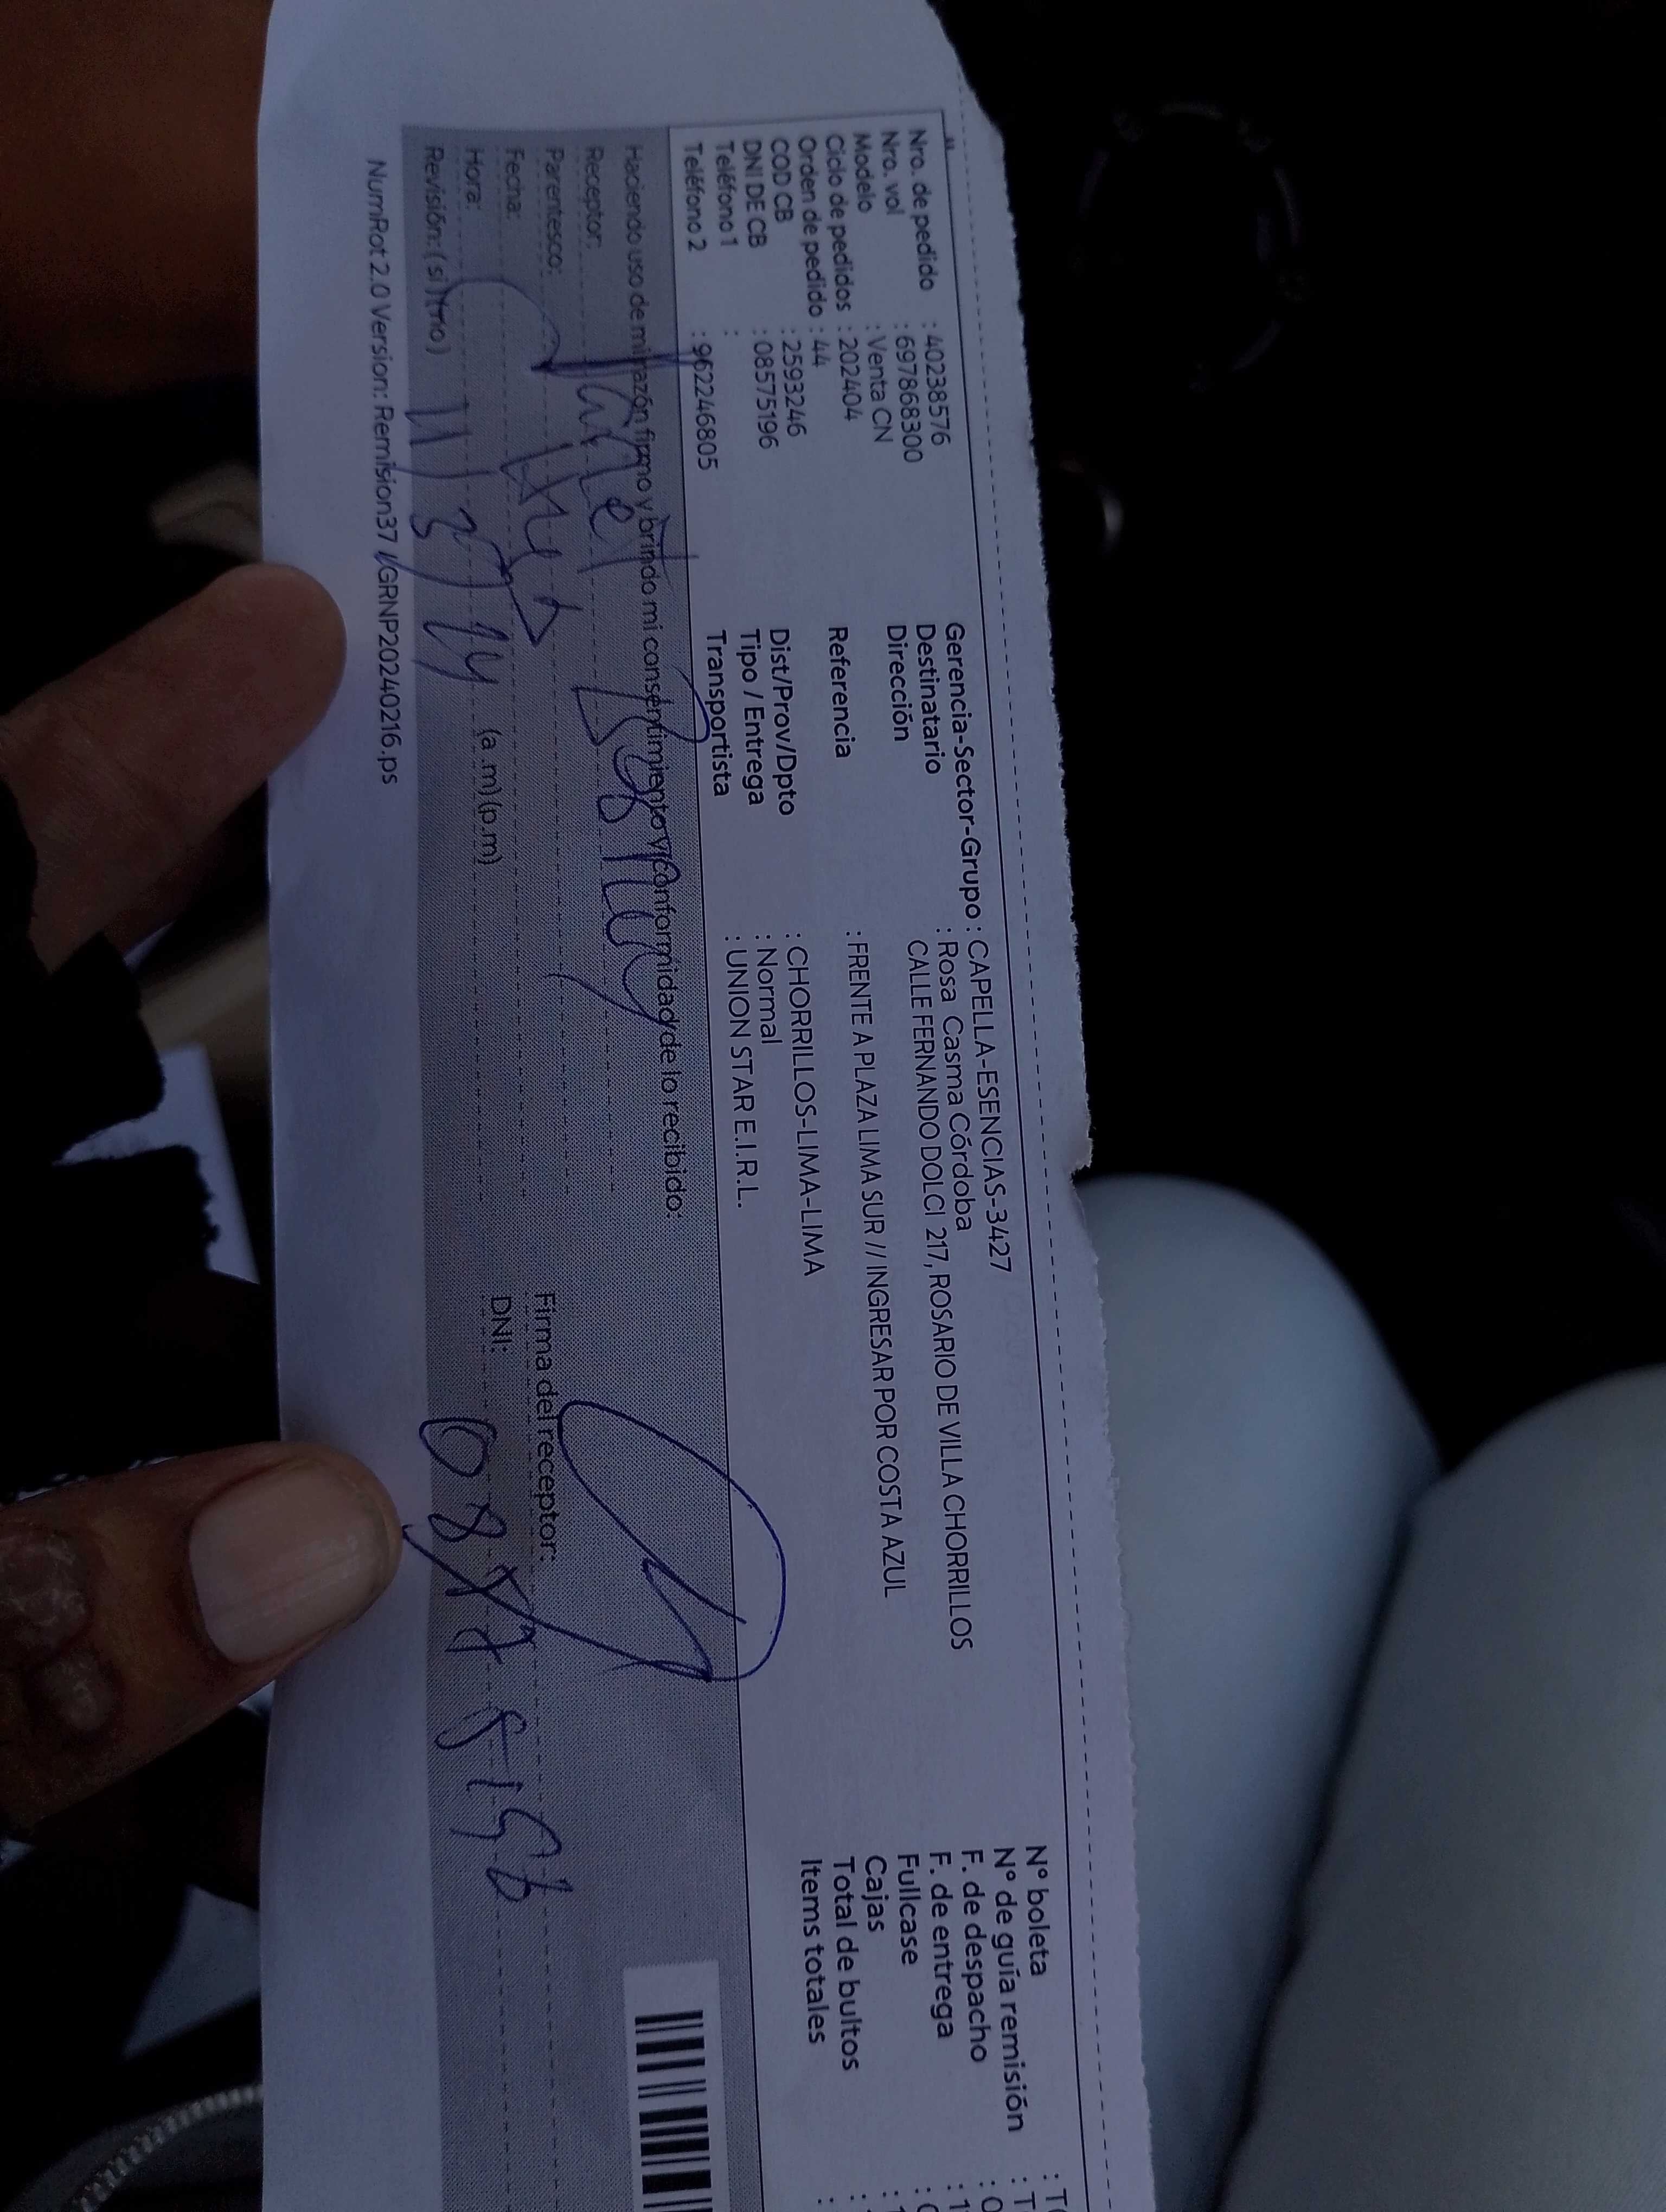 Nro. de pedido : 40238576
Nro. vol : 697868300
Modelo : Venta CN
Ciclo de pedidos : 202404
Orden de pedido : 44
COD CB : 2593246
DNI DE CB : 08575196
Teléfono 1 :
Teléfono 2 : 962246805
Gerencia-Sector-Grupo : CAPELLA-ESENCIAS-3427
Destinatario : Rosa Casma Córdoba
Dirección CALLE FERNANDO DOLCI 217, ROSARIO DE VILLA CHORRILLOS
Referencia : FRENTE A PLAZA LIMA SUR // INGRESAR POR COSTA AZUL
Dist/Prov/Dpto : CHORRILLOS-LIMA-LIMA
Tipo / Entrega : Normal
Transportista : UNION STAR E.I.R.L.
Nº boleta
Nº de guía remisión
F. de despacho
F. de entrega
Fullcase
Cajas
Total de bultos
Items totales
Haciendo uso de mi razón firmo y brindo mi consentimiento y conformidad de lo recibido:
Receptor:
Parentesco:
Fecha:
Hora: (a.m)(p.m)
Revisión: (si)(no)
Firma del receptor:
DNI:
NumRot 2.0 Version: Remision37 I/GRNP20240216.ps